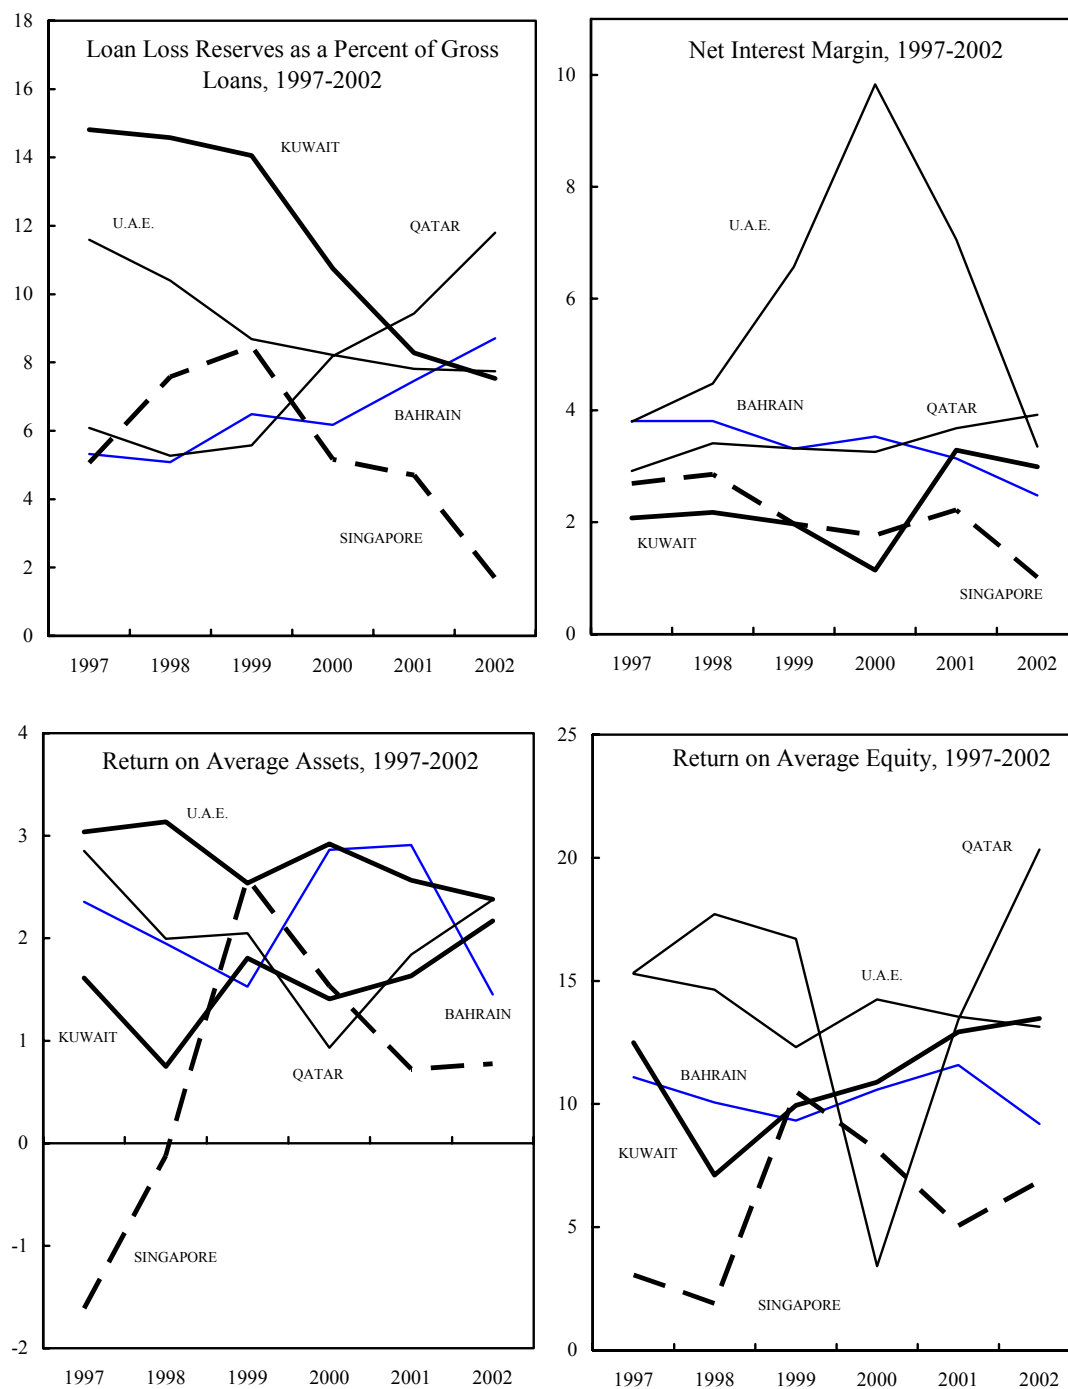 Loan Loss Reserves as a Percent of Gross
Loans, 1997-2002
18
16
14
12
10
8
6
4
2
0
KUWAIT
U.A.E.
QATAR
BAHRAIN
SINGAPORE
1997 1998 1999 2000 2001 2002
Net Interest Margin, 1997-2002
10
8
6
4
2
0
U.A.E.
BAHRAIN
QATAR
KUWAIT
SINGAPORE
1997 1998 1999 2000 2001 2002
Return on Average Assets, 1997-2002
4
3
2
1
0
-1
-2
U.A.E.
KUWAIT
BAHRAIN
QATAR
SINGAPORE
1997 1998 1999 2000 2001 2002
Return on Average Equity, 1997-2002
25
20
15
10
5
0
QATAR
U.A.E.
BAHRAIN
KUWAIT
SINGAPORE
1997 1998 1999 2000 2001 2002